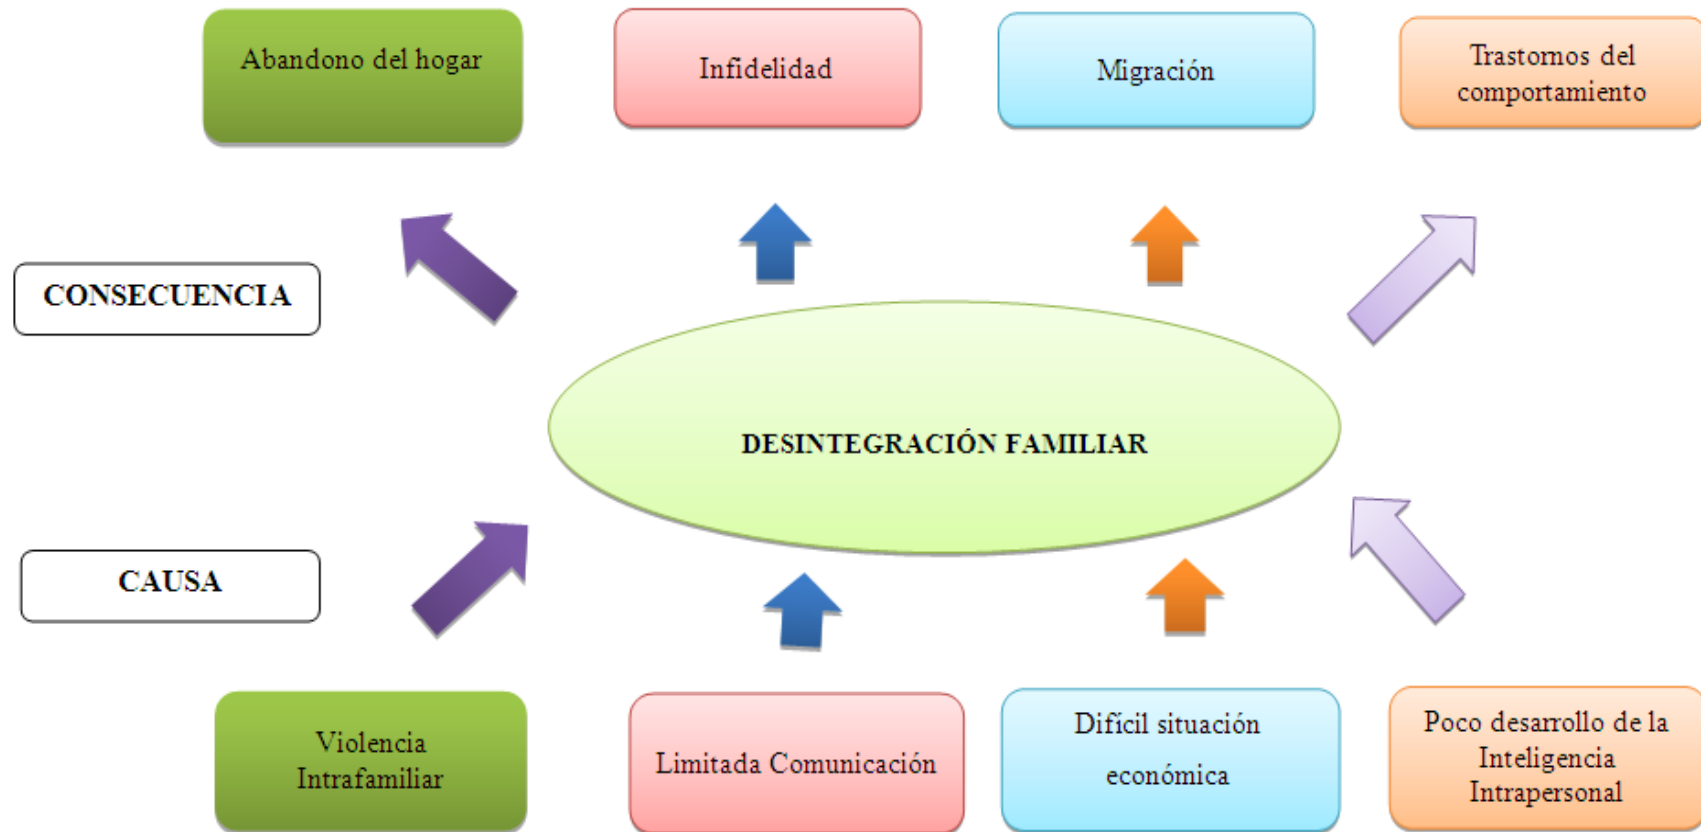 Abandono del hogar
Infidelidad
Migración
Trastornos del
comportamiento
CONSECUENCIA
DESINTEGRACIÓN FAMILIAR
CAUSA
Violencia
Intrafamiliar
Limitada Comunicación
Difícil situación
económica
Poco desarrollo de la
Inteligencia
Intrapersonal